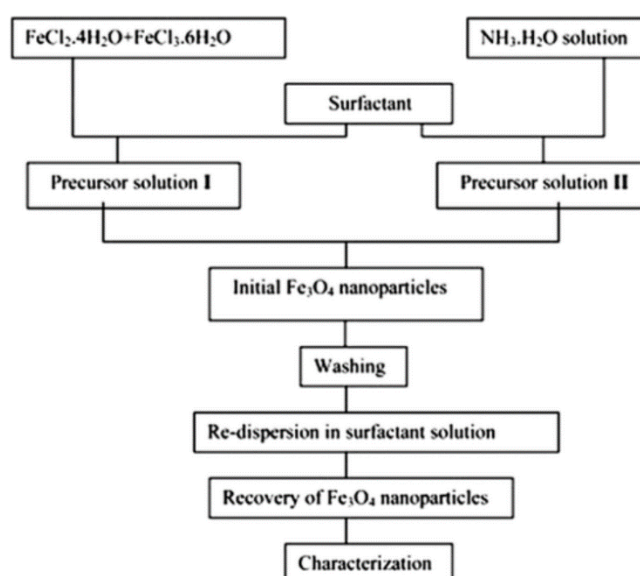 FeCl₂.4H₂O+FeCl₃.6H₂O
NH₃.H₂O solution
Surfactant
Precursor solution I
Precursor solution II
Initial Fe₃O₄ nanoparticles
Washing
Re-dispersion in surfactant solution
Recovery of Fe₃O₄ nanoparticles
Characterization